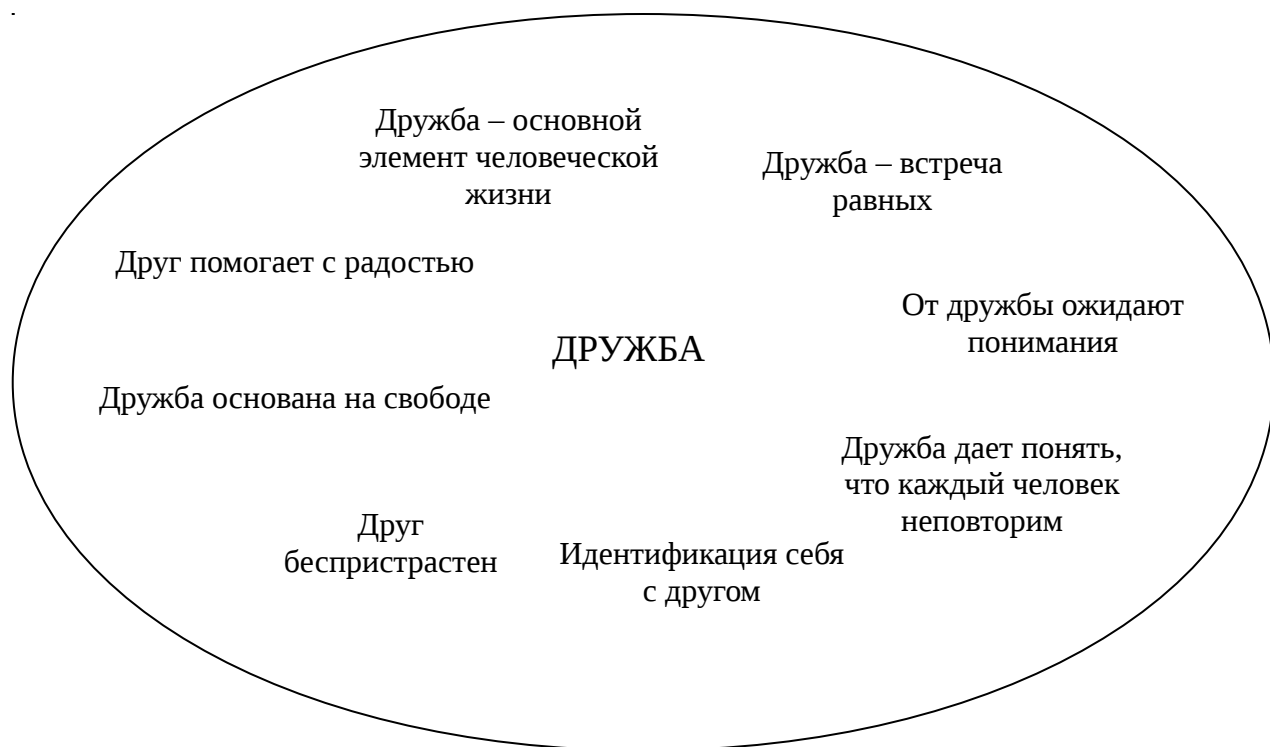 Дружба – основной
элемент человеческой
жизни
Дружба – встреча
равных
Друг помогает с радостью
От дружбы ожидают
понимания
ДРУЖБА
Дружба основана на свободе
Дружба дает понять,
что каждый человек
неповторим
Друг
беспристрастен
Идентификация себя
с другом